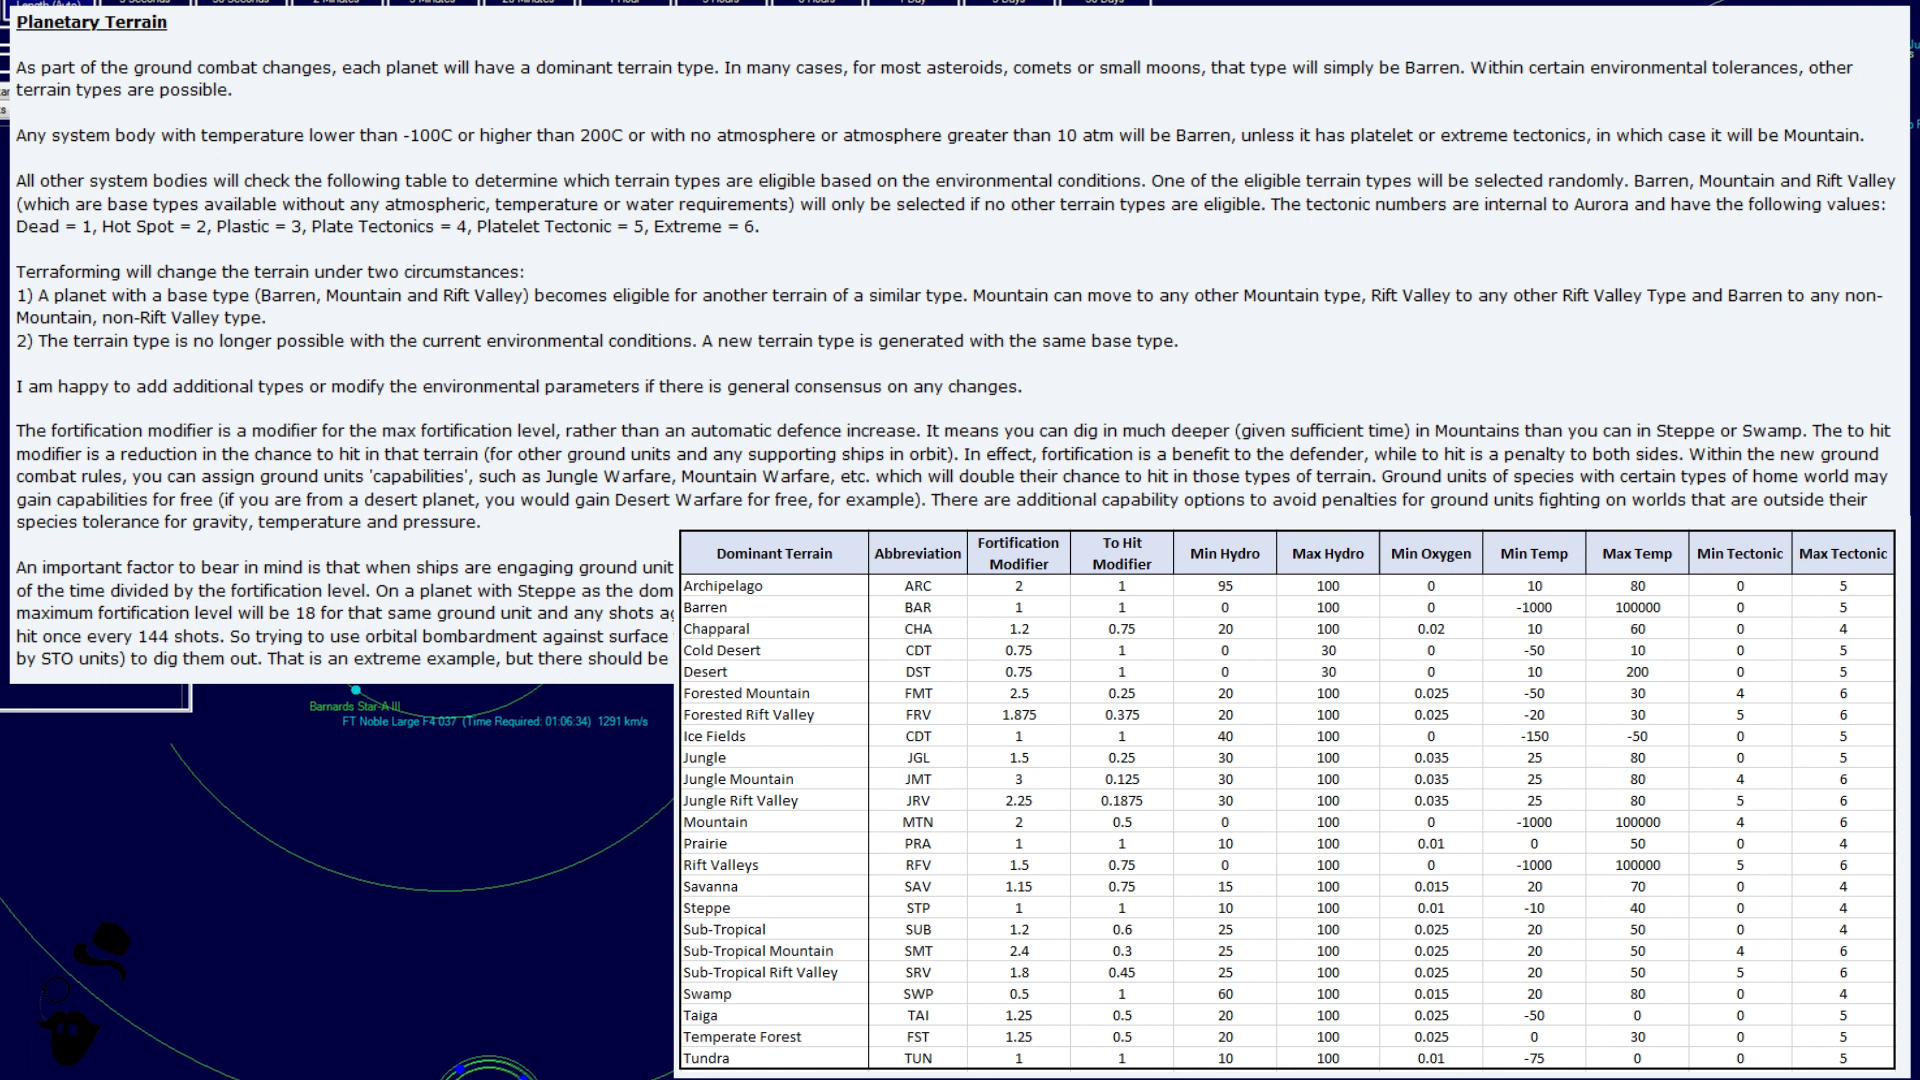 Planetary Terrain
As part of the ground combat changes, each planet will have a dominant terrain type. In many cases, for most asteroids, comets or small moons, that type will simply be Barren. Within certain environmental tolerances, other
terrain types are possible.
Any system body with temperature lower than -100C or higher than 200C or with no atmosphere or atmosphere greater than 10 atm will be Barren, unless it has platelet or extreme tectonics, in which case it will be Mountain.
All other system bodies will check the following table to determine which terrain types are eligible based on the environmental conditions. One of the eligible terrain types will be selected randomly. Barren, Mountain and Rift Valley
(which are base types available without any atmospheric, temperature or water requirements) will only be selected if no other terrain types are eligible. The tectonic numbers are internal to Aurora and have the following values:
Dead = 1, Hot Spot = 2, Plastic = 3, Plate Tectonics = 4, Platelet Tectonic = 5, Extreme = 6.
Terraforming will change the terrain under two circumstances:
1) A planet with a base type (Barren, Mountain and Rift Valley) becomes eligible for another terrain of a similar type. Mountain can move to any other Mountain type, Rift Valley to any other Rift Valley Type and Barren to any non-
Mountain, non-Rift Valley type.
2) The terrain type is no longer possible with the current environmental conditions. A new terrain type is generated with the same base type.
I am happy to add additional types or modify the environmental parameters if there is general consensus on any changes.
The fortification modifier is a modifier for the max fortification level, rather than an automatic defence increase. It means you can dig in much deeper (given sufficient time) in Mountains than you can in Steppe or Swamp. The to hit
modifier is a reduction in the chance to hit in that terrain (for other ground units and any supporting ships in orbit). In effect, fortification is a benefit to the defender, while to hit is a penalty to both sides. Within the new ground
combat rules, you can assign ground units 'capabilities', such as Jungle Warfare, Mountain Warfare, etc. which will double their chance to hit in those types of terrain. Ground units of species with certain types of home world may
gain capabilities for free (if you are from a desert planet, you would gain Desert Warfare for free, for example). There are additional capability options to avoid penalties for ground units fighting on worlds that are outside their
species tolerance for gravity, temperature and pressure.
An important factor to bear in mind is that when ships are engaging ground unit
of the time divided by the fortification level. On a planet with Steppe as the dom
maximum fortification level will be 18 for that same ground unit and any shots
hit once every 144 shots. So trying to use orbital bombardment against surface
by STO units) to dig them out. That is an extreme example, but there should be
Dominant Terrain Abbreviation Fortification Modifier To Hit Modifier Min Hydro Max Hydro Min Oxygen Min Temp Max Temp Min Tectonic Max Tectonic
Archipelago ARC 2 1 95 100 0 10 80 0 5
Barren BAR 1 1 0 100 0 -1000 100000 0 5
Chapparal CHA 1.2 0.75 20 100 0.02 10 60 0 4
Cold Desert CDT 0.75 1 0 30 0 -50 10 0 5
Desert DST 0.75 1 0 30 0 10 200 0 5
Forested Mountain FMT 2.5 0.25 20 100 0.025 -50 30 4 6
Forested Rift Valley FRV 1.875 0.375 20 100 0.025 -20 30 5 6
Ice Fields CDT 1 1 40 100 0 -150 -50 0 5
Jungle JGL 1.5 0.25 30 100 0.035 25 80 0 5
Jungle Mountain JMT 3 0.125 30 100 0.035 25 80 4 6
Jungle Rift Valley JRV 2.25 0.1875 30 100 0.035 25 80 5 6
Mountain MTN 2 0.5 0 100 0 -1000 100000 4 6
Prairie PRA 1 1 10 100 0.01 0 50 0 4
Rift Valleys RFV 1.5 0.75 0 100 0 -1000 100000 5 6
Savanna SAV 1.15 0.75 15 100 0.015 20 70 0 4
Steppe STP 1 1 10 100 0.01 -10 40 0 4
Sub-Tropical SUB 1.2 0.6 25 100 0.025 20 50 0 4
Sub-Tropical Mountain SMT 2.4 0.3 25 100 0.025 20 50 4 6
Sub-Tropical Rift Valley SRV 1.8 0.45 25 100 0.025 20 50 5 6
Swamp SWP 0.5 1 60 100 0.015 20 80 0 4
Taiga TAI 1.25 0.5 20 100 0.025 -50 0 0 5
Temperate Forest FST 1.25 0.5 20 100 0.025 0 30 0 5
Tundra TUN 1 1 10 100 0.01 -75 0 0 5
Barnards Star-A III
FT Noble Large F4 037 (Time Required: 01:06:34) 1291 km/s